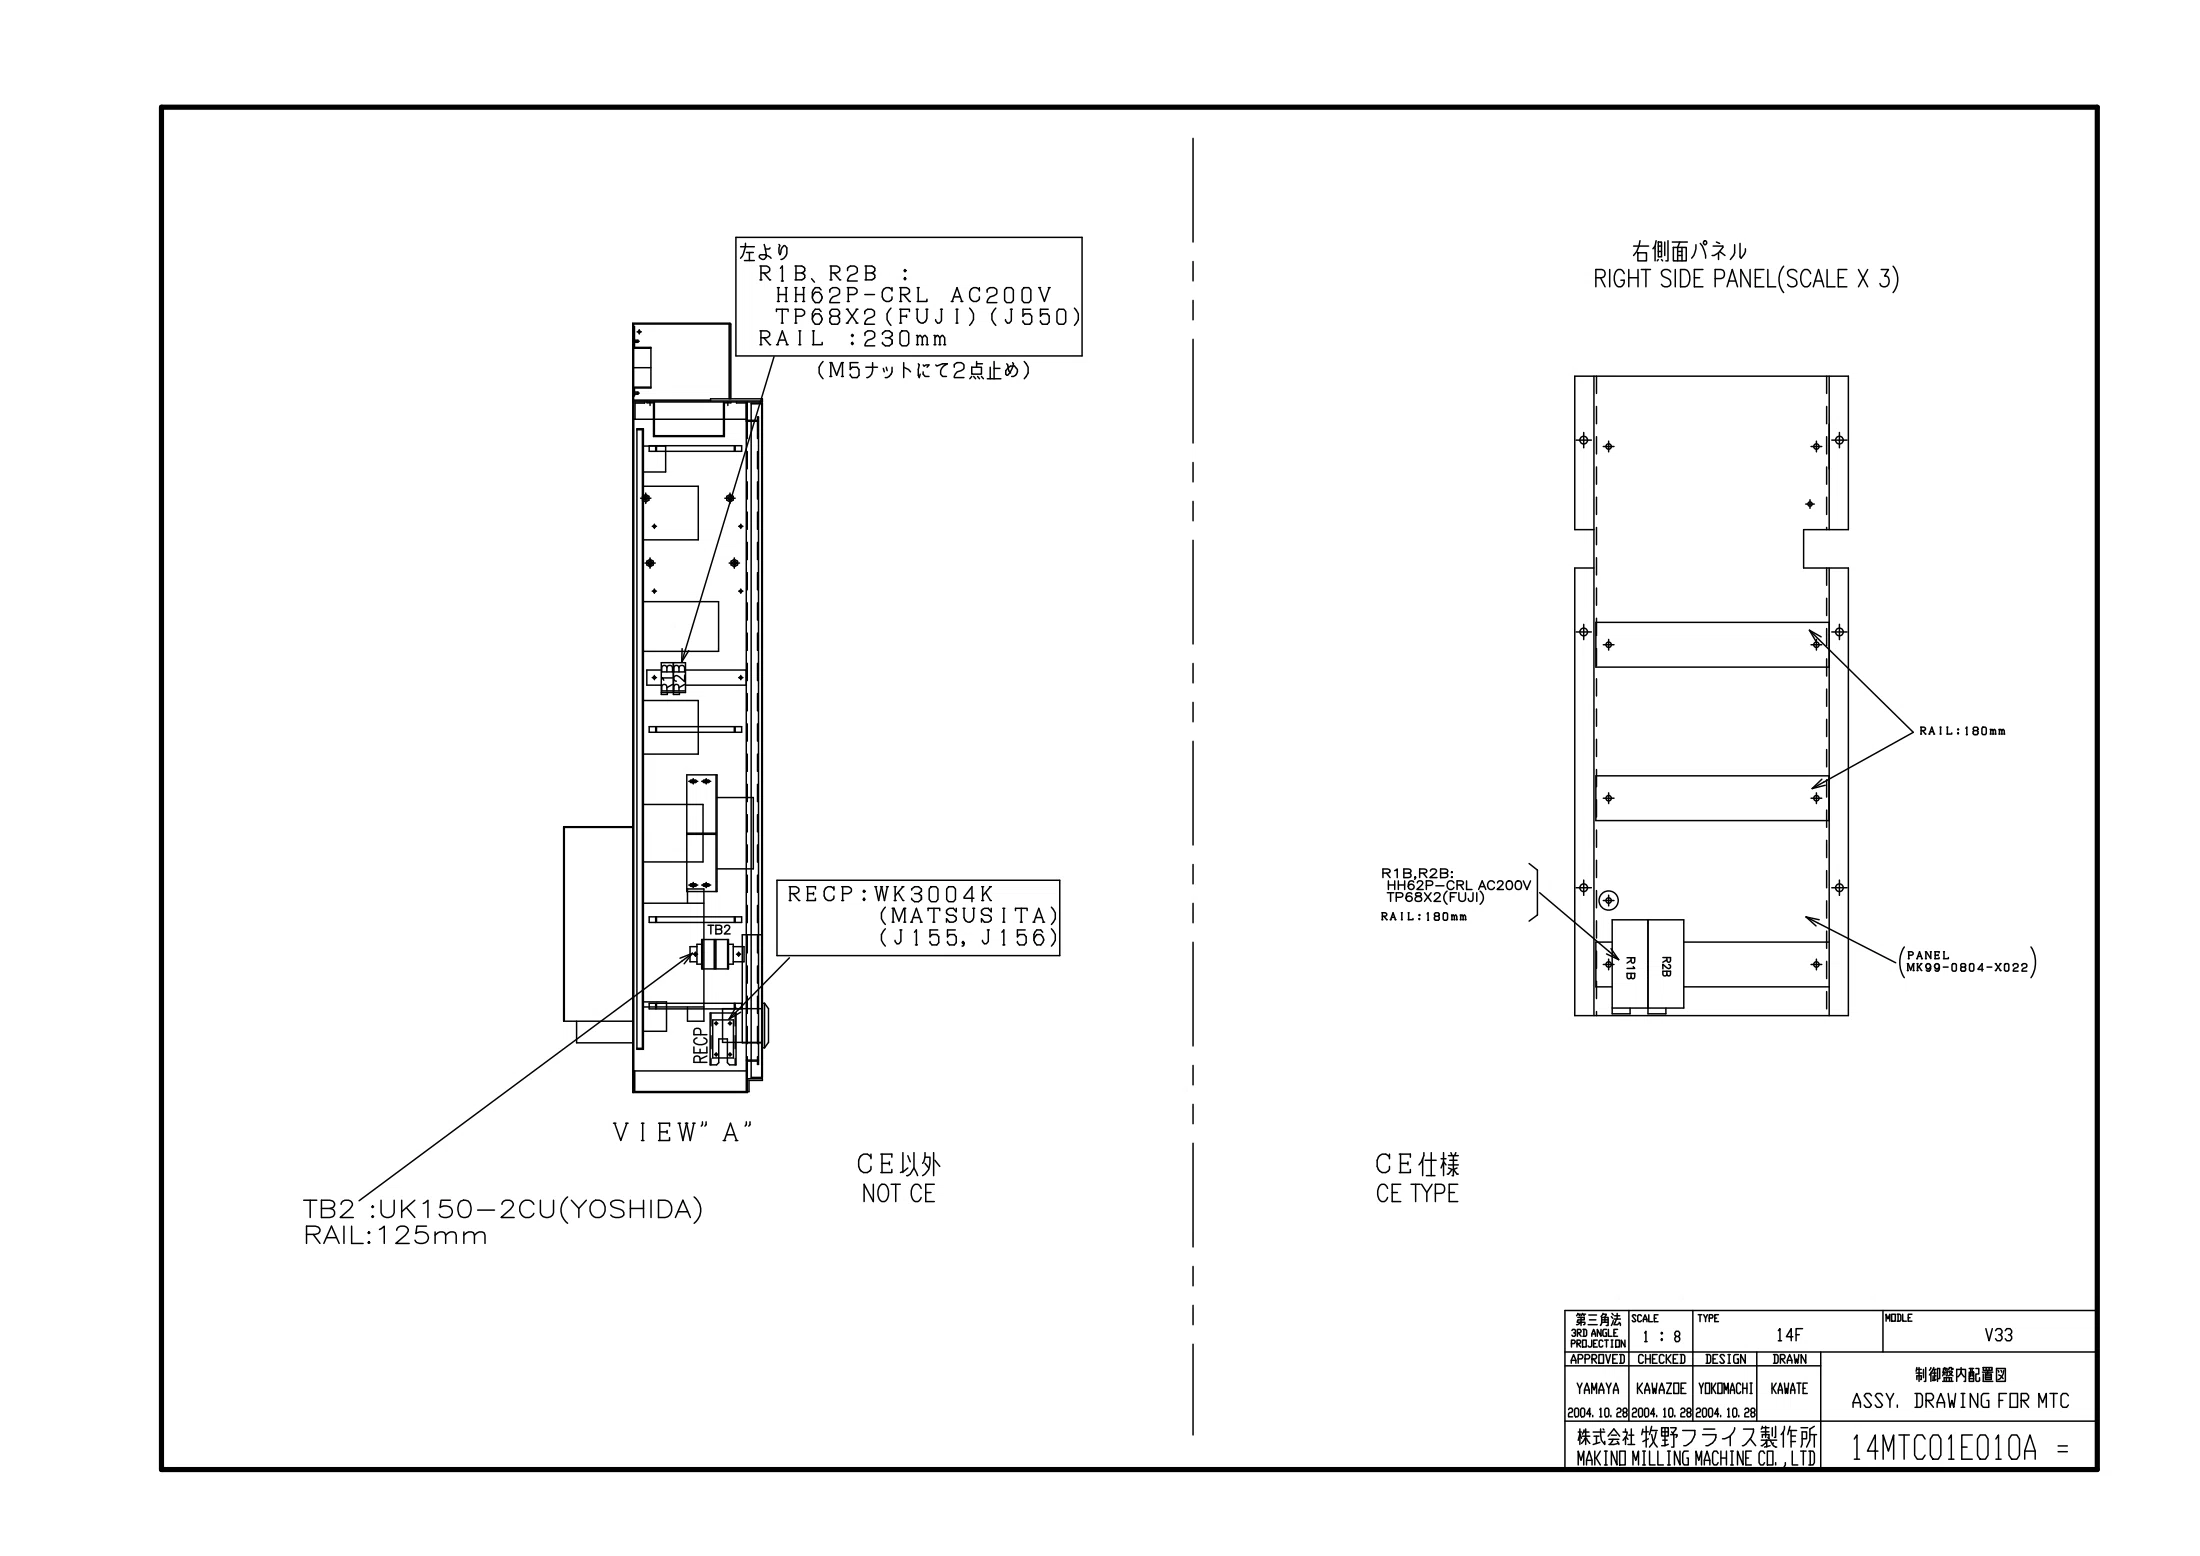 左より
R1B、R2B :
HH62P-CRL AC200V
TP68X2(FUJI)(J550)
RAIL :230mm
(M5ナットにて2点止め)
R1B
R2B
RECP:WK3004K
(MATSUSITA)
(J155, J156)
TB2
RECP
VIEW" A"
CE以外
NOT CE
TB2 :UK150-2CU(YOSHIDA)
RAIL:125mm
右側面パネル
RIGHT SIDE PANEL(SCALE X 3)
RAIL:180mm
R1B,R2B:
HH62P-CRL AC200V
TP68X2(FUJI)
RAIL:180mm
R1B
R2B
(PANEL
MK99-0804-X022)
CE仕様
CE TYPE
第三角法
3RD ANGLE
PROJECTION
SCALE
1 : 8
TYPE
14F
MODLE
V33
APPROVED CHECKED DESIGN DRAWN
YAMAYA KAWAZOE YOKOMACHI KAWATE
2004.10.28 2004.10.28 2004.10.28
制御盤内配置図
ASSY. DRAWING FOR MTC
株式会社 牧野フライス製作所
MAKINO MILLING MACHINE CO.,LTD
14MTC01E010A =